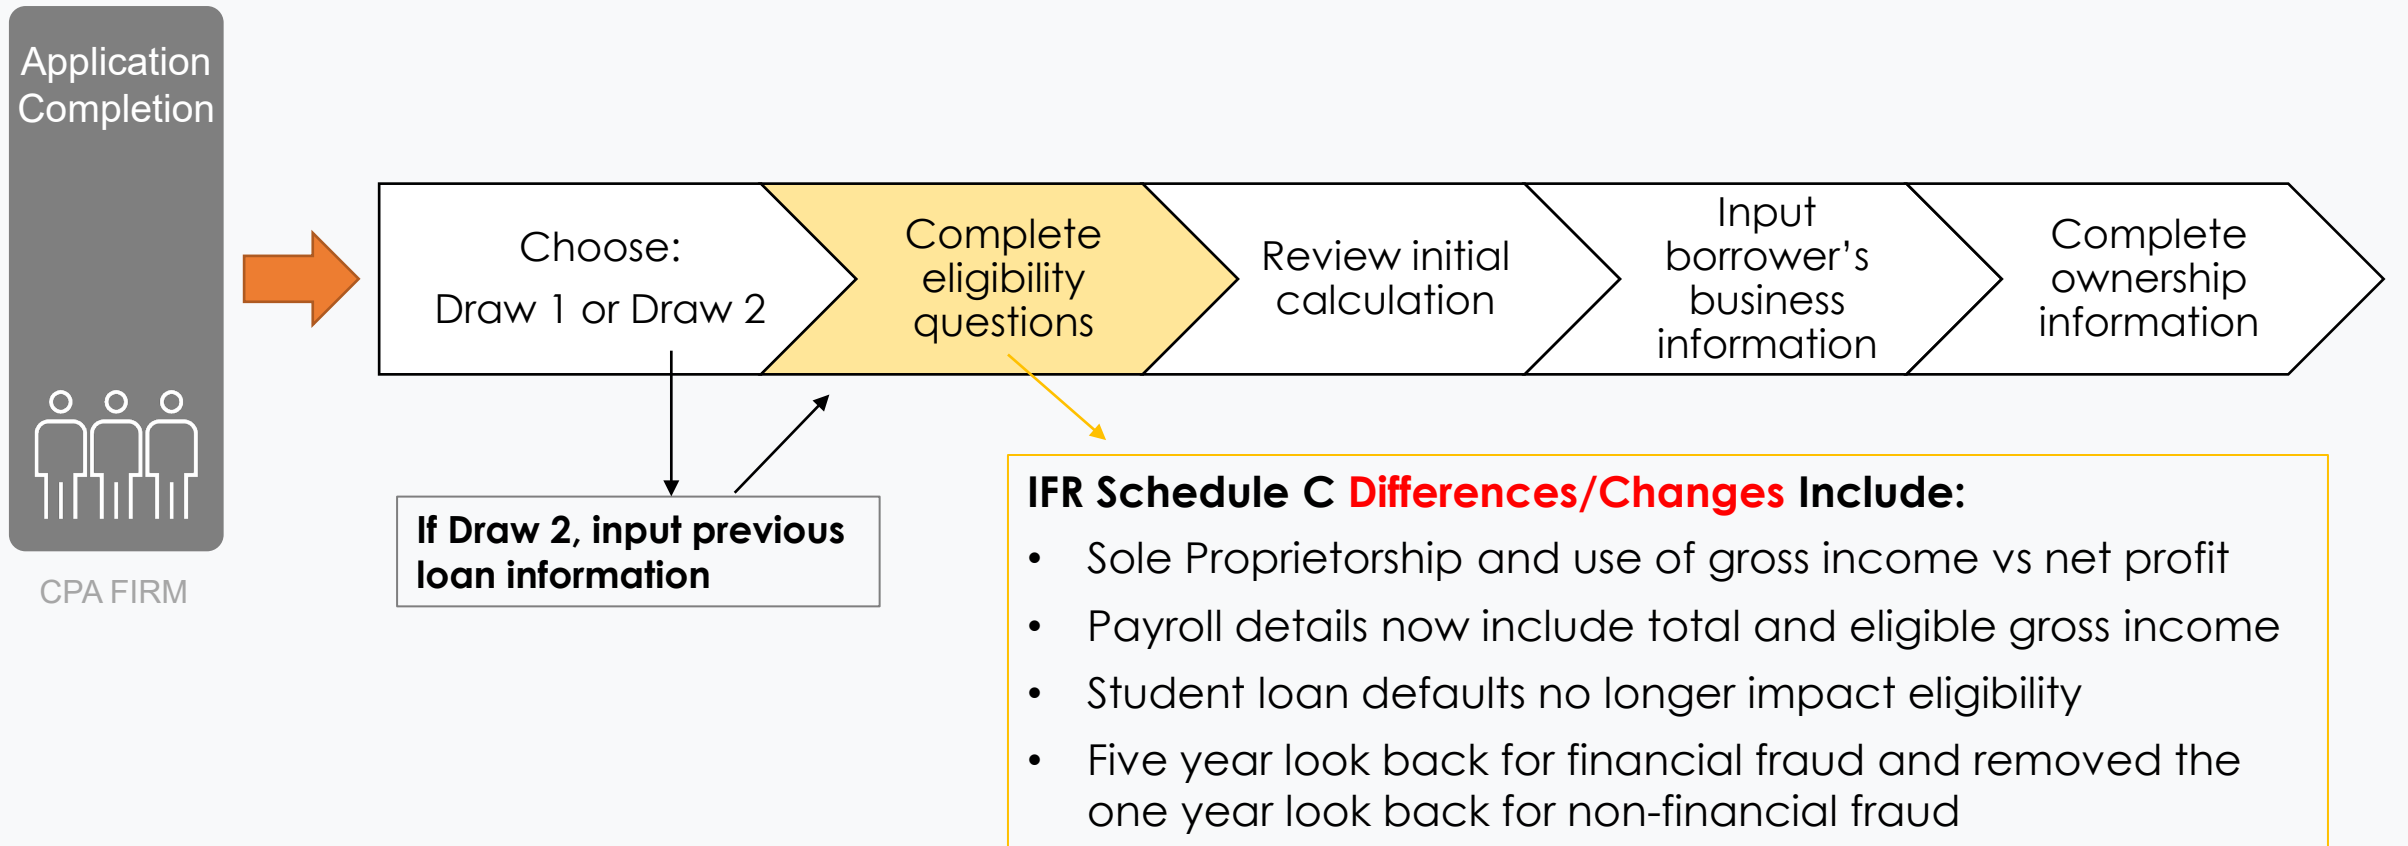 Application
Completion
CPA FIRM
Choose:
Draw 1 or Draw 2
Complete
eligibility
questions
Review initial
calculation
Input
borrower’s
business
information
Complete
ownership
information
If Draw 2, input previous
loan information
IFR Schedule C Differences/Changes Include:
• Sole Proprietorship and use of gross income vs net profit
• Payroll details now include total and eligible gross income
• Student loan defaults no longer impact eligibility
• Five year look back for financial fraud and removed the
one year look back for non-financial fraud